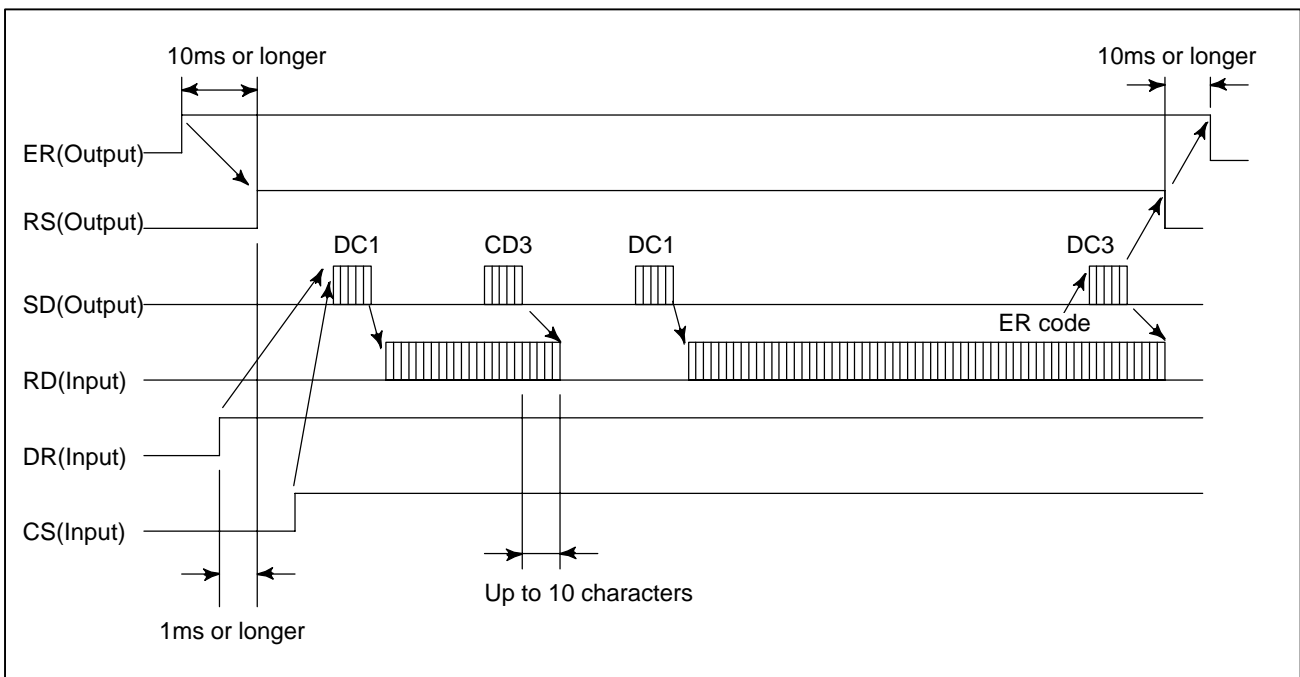 10ms or longer
10ms or longer
ER(Output)
RS(Output)
DC1
CD3
DC1
DC3
SD(Output)
ER code
RD(Input)
DR(Input)
CS(Input)
Up to 10 characters
1ms or longer